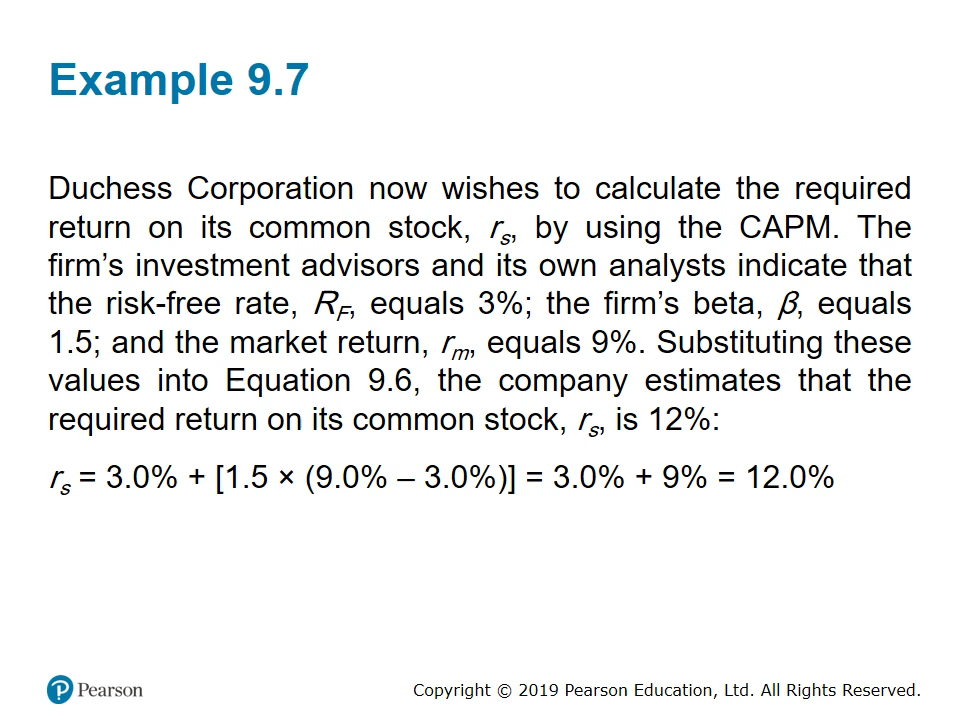 Example 9.7
Duchess Corporation now wishes to calculate the required
return on its common stock, rs, by using the CAPM. The
firm’s investment advisors and its own analysts indicate that
the risk-free rate, RF, equals 3%; the firm’s beta, β, equals
1.5; and the market return, rm, equals 9%. Substituting these
values into Equation 9.6, the company estimates that the
required return on its common stock, rs, is 12%:
rs = 3.0% + [1.5 × (9.0% – 3.0%)] = 3.0% + 9% = 12.0%
P Pearson
Copyright © 2019 Pearson Education, Ltd. All Rights Reserved.